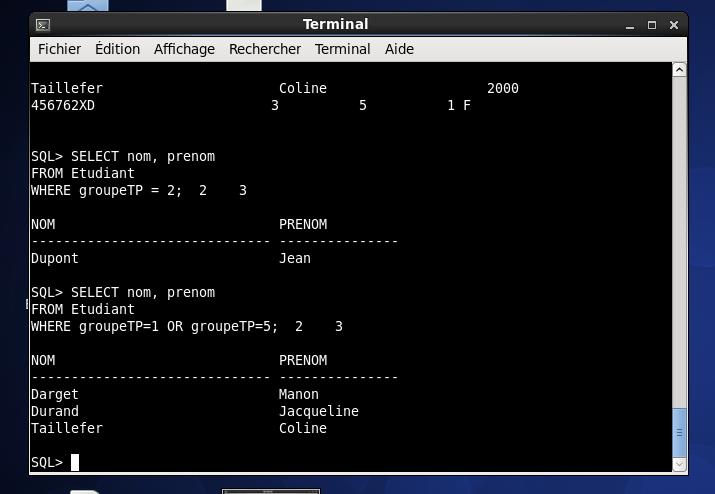 Terminal
Fichier Édition Affichage Rechercher Terminal Aide
Taillefer Coline 2000
456762XD 3 5 1 F
SQL> SELECT nom, prenom
FROM Etudiant
WHERE groupeTP = 2; 2 3
NOM PRENOM
------------------------------ ---------------
Dupont Jean
SQL> SELECT nom, prenom
FROM Etudiant
WHERE groupeTP=1 OR groupeTP=5; 2 3
NOM PRENOM
------------------------------ ---------------
Darget Manon
Durand Jacqueline
Taillefer Coline
SQL>